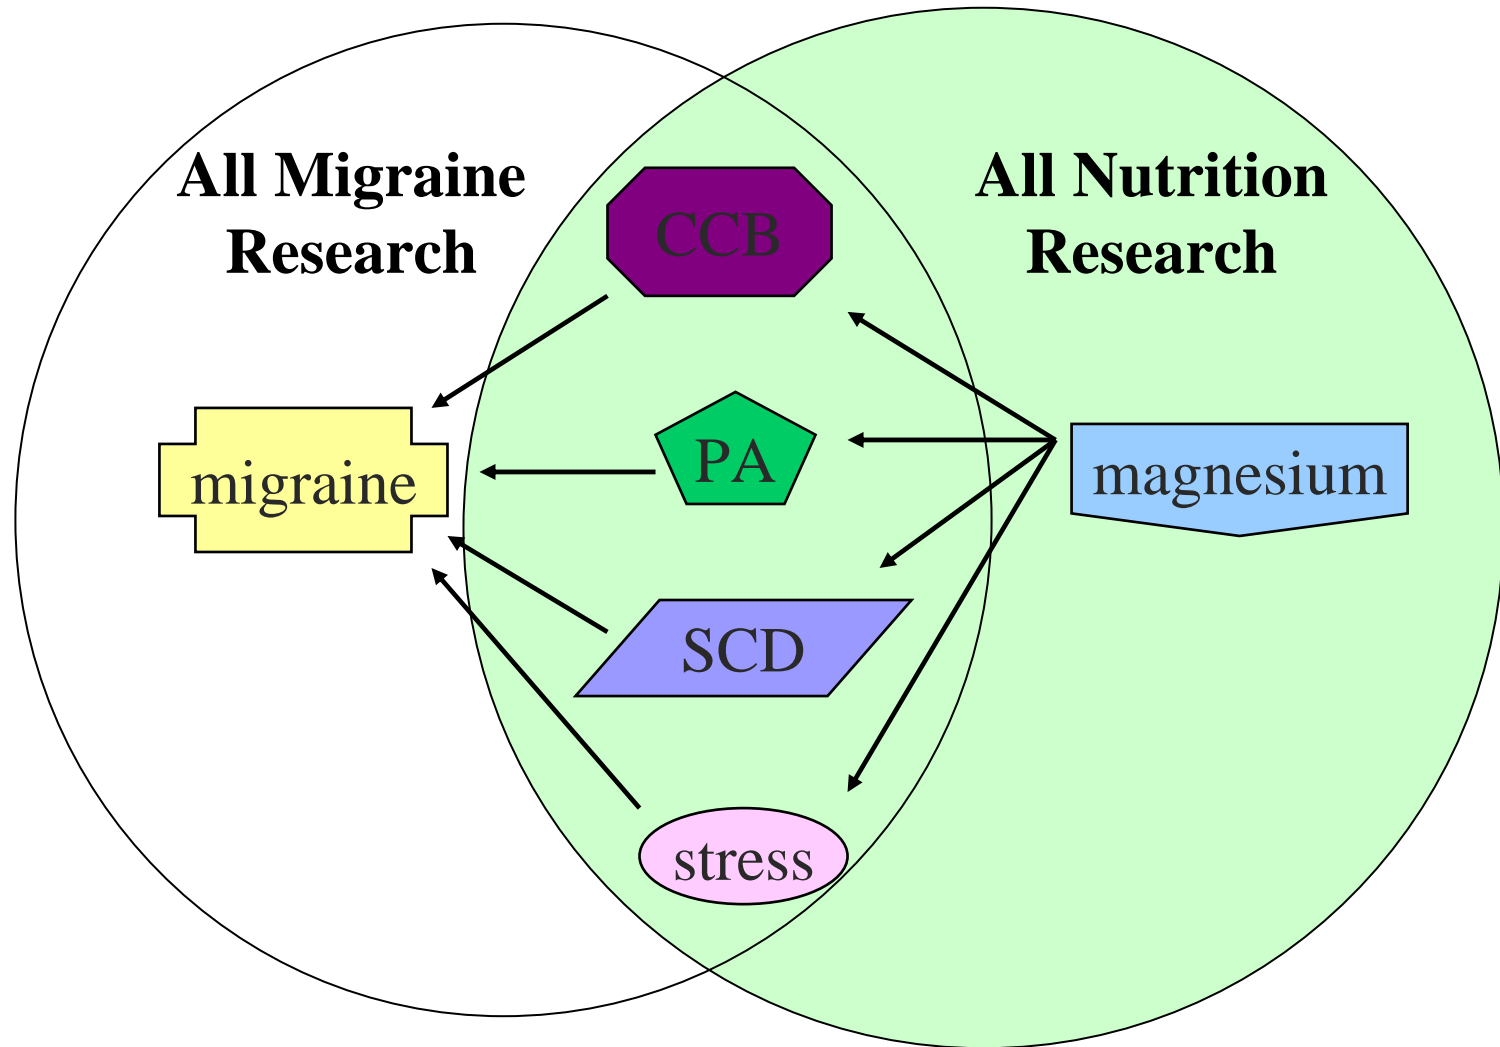 All Migraine
Research
All Nutrition
Research
CCB
PA
migraine
magnesium
SCD
stress